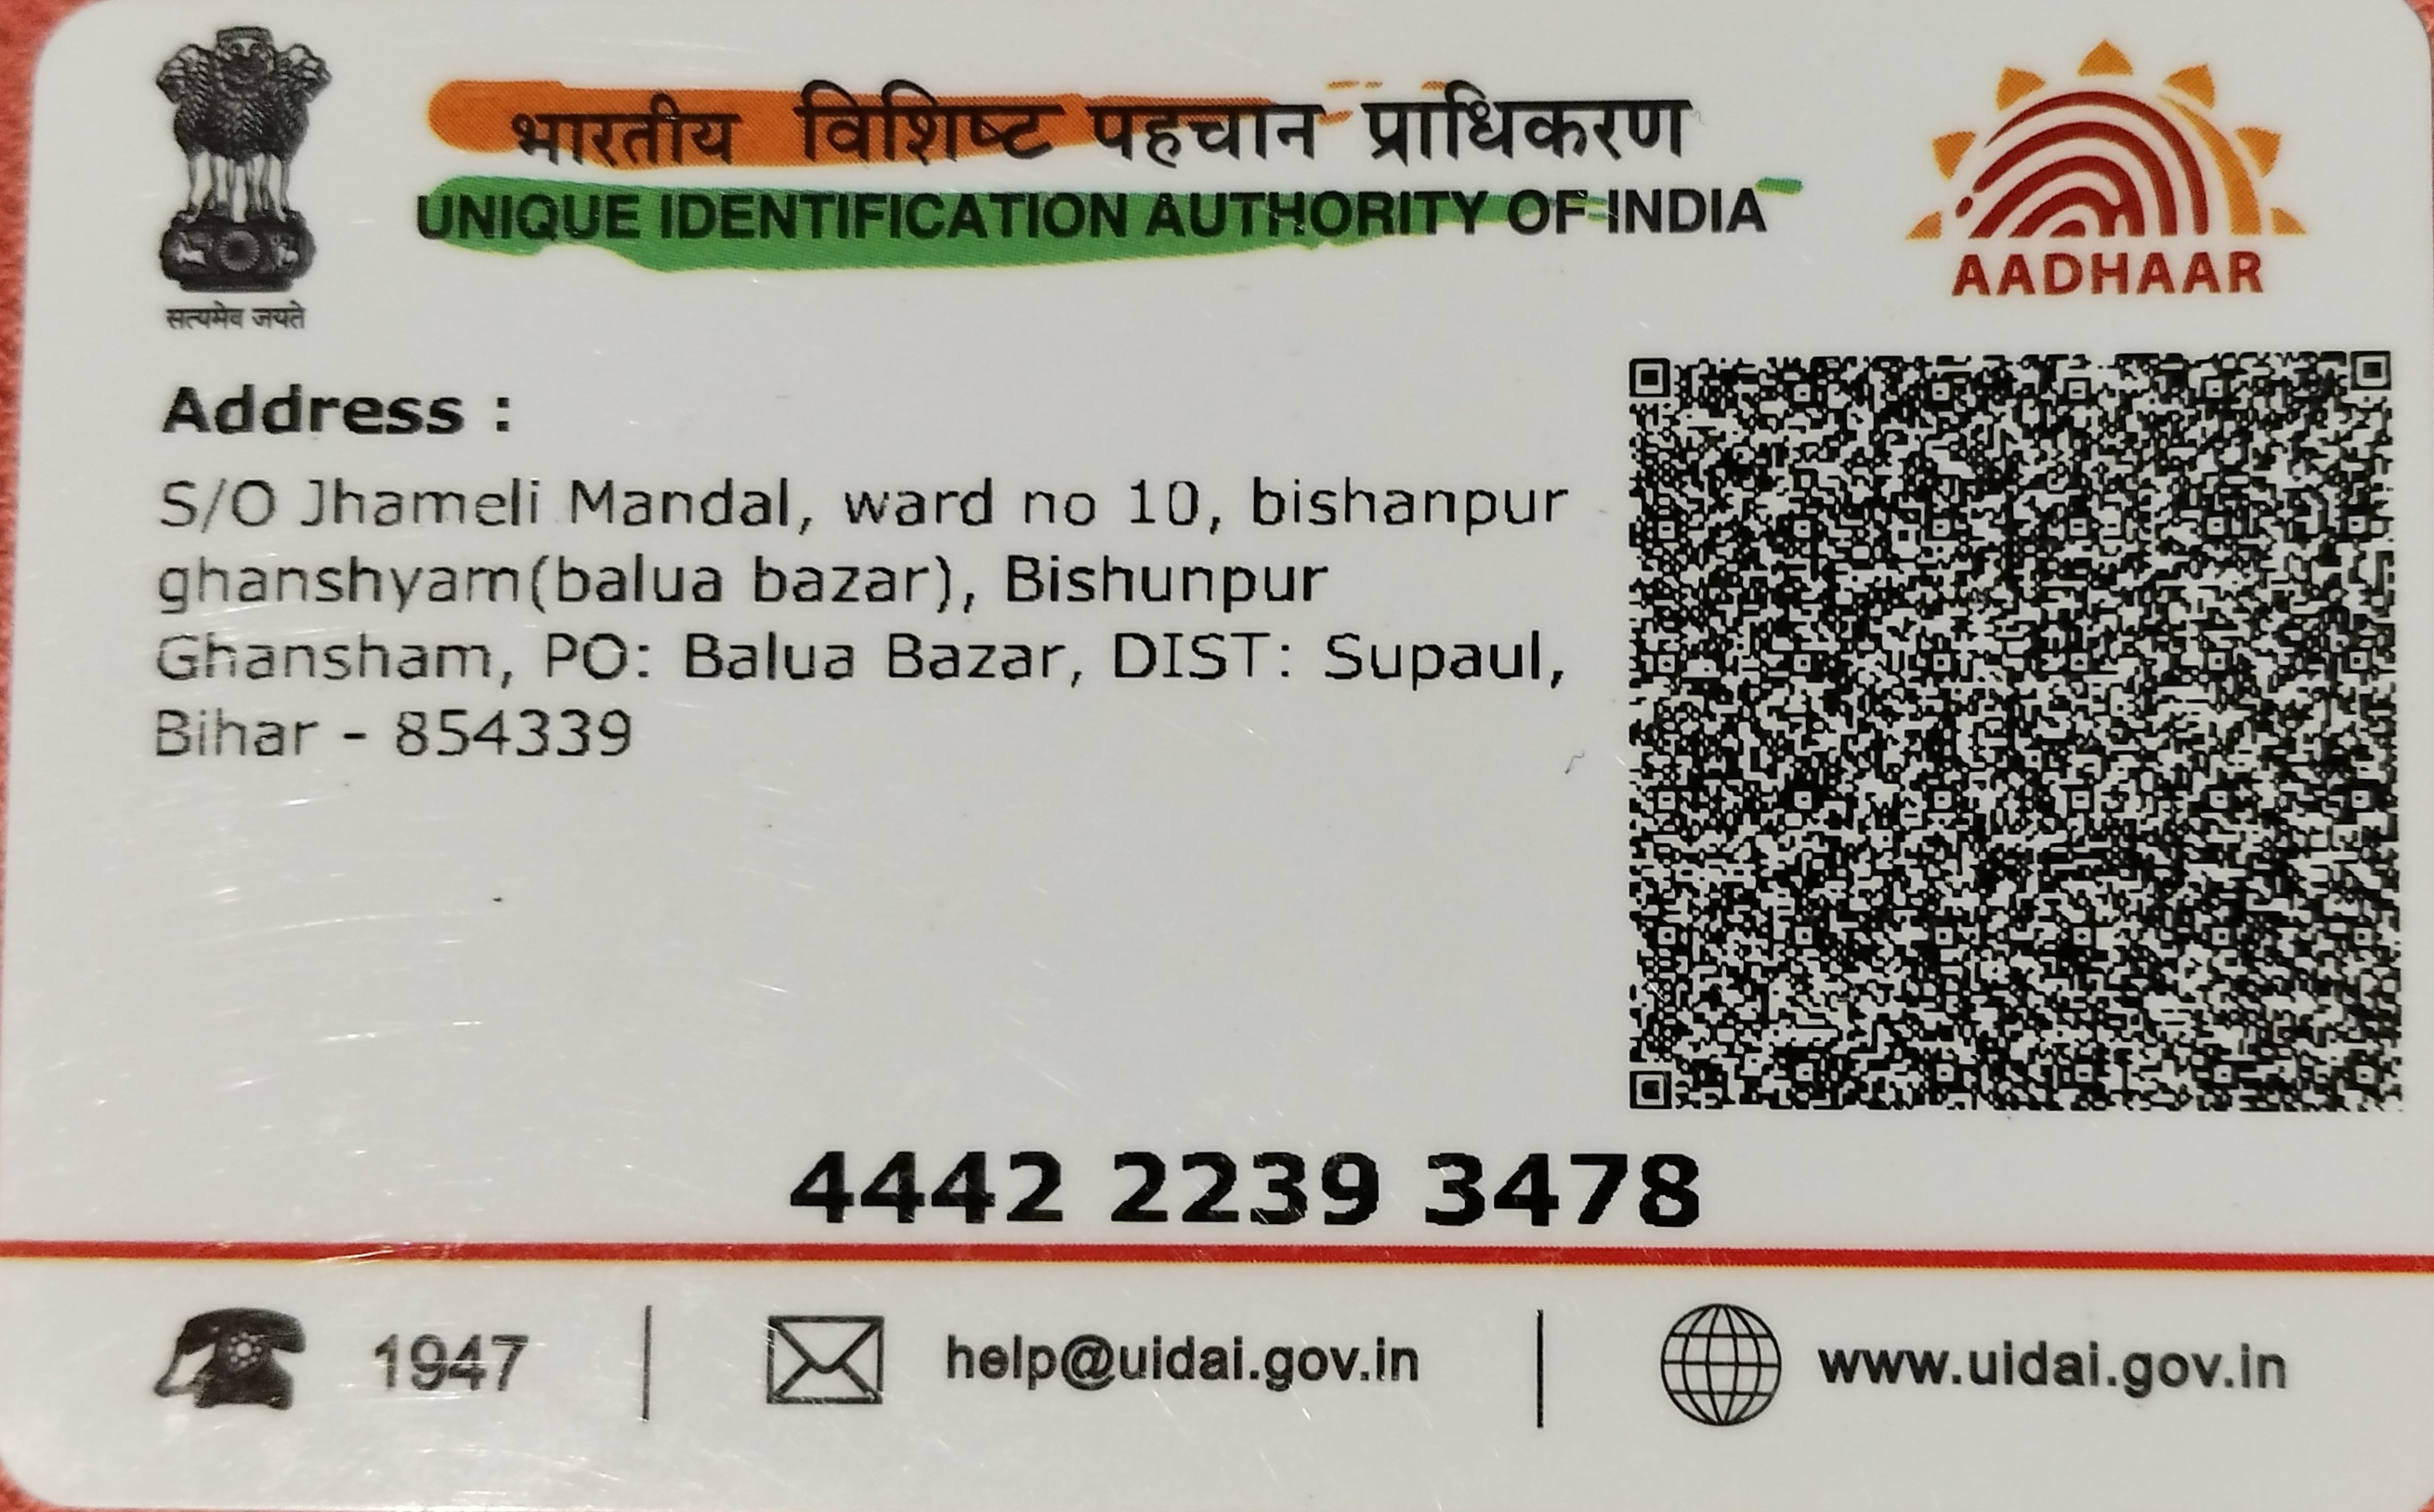 भारतीय विशिष्ट पहचान प्राधिकरण
UNIQUE IDENTIFICATION AUTHORITY OF INDIA
AADHAAR
सत्यमेव जयते
Address :
S/O Jhameli Mandal, ward no 10, bishanpur
ghanshyam(balua bazar), Bishunpur
Ghansham, PO: Balua Bazar, DIST: Supaul,
Bihar - 854339
4442 2239 3478
1947 | help@uidai.gov.in | www.uidai.gov.in